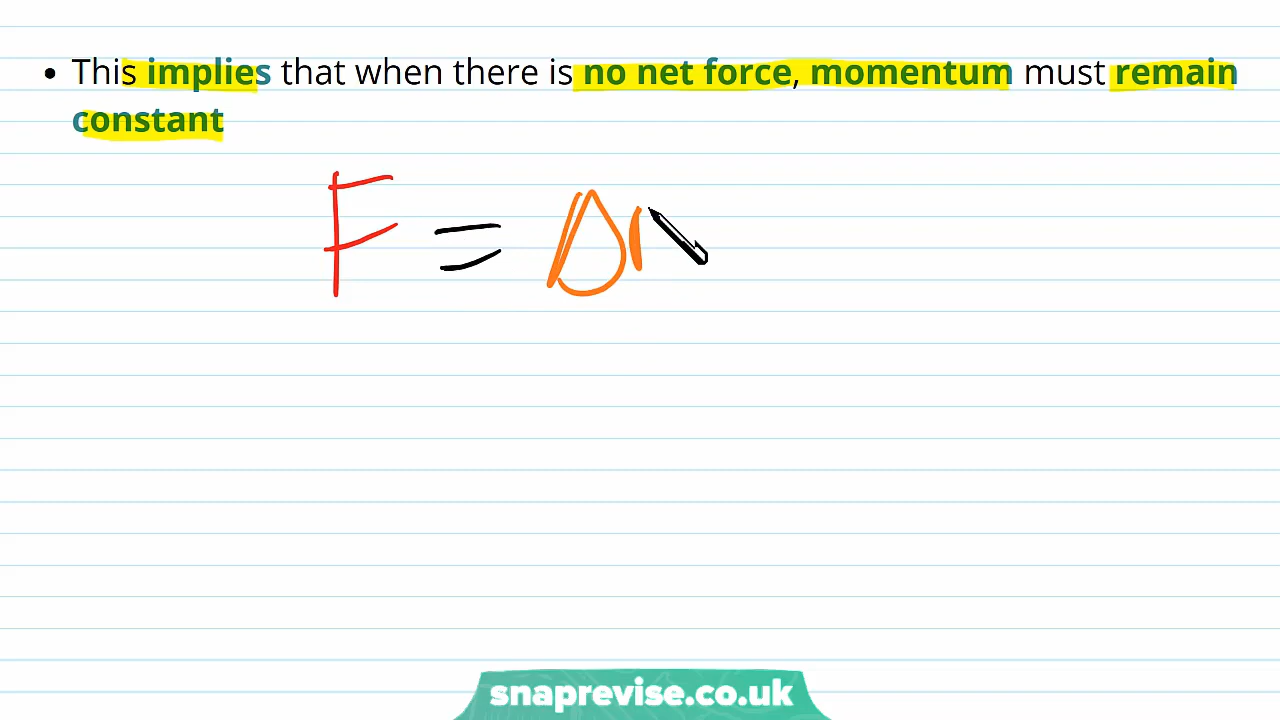 • This implies that when there is no net force, momentum must remain
constant
F = Δ
snaprevise.co.uk